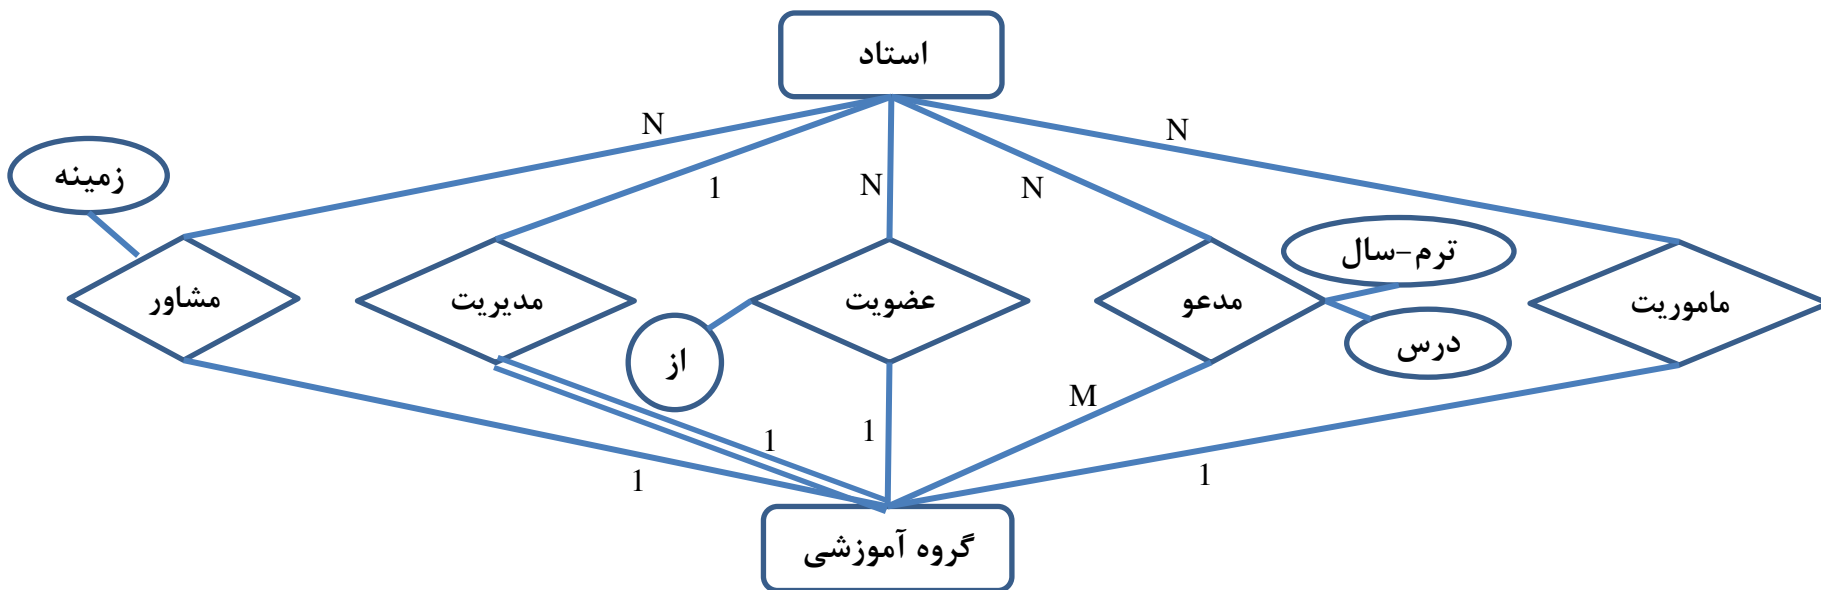 استاد
N
N
زمینه
1
N
N
ترم-سال
مشاور
مدیریت
عضویت
مدعو
ماموریت
از
درس
M
1
1
1
1
گروه آموزشی